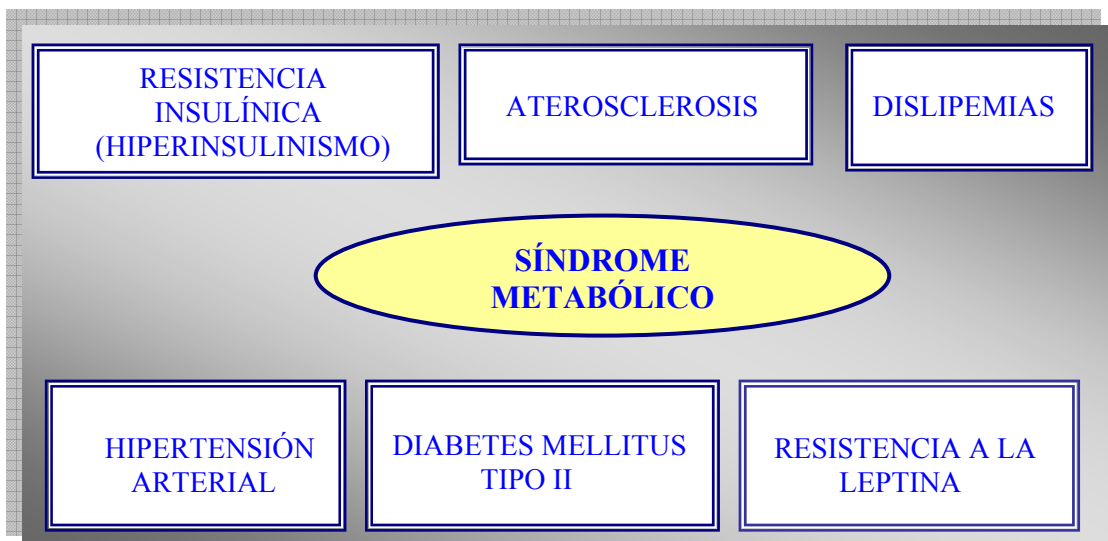 RESISTENCIA
INSULÍNICA
(HIPERINSULINISMO)
ATEROSCLEROSIS
DISLIPEMIAS
SÍNDROME
METABÓLICO
HIPERTENSIÓN
ARTERIAL
DIABETES MELLITUS
TIPO II
RESISTENCIA A LA
LEPTINA